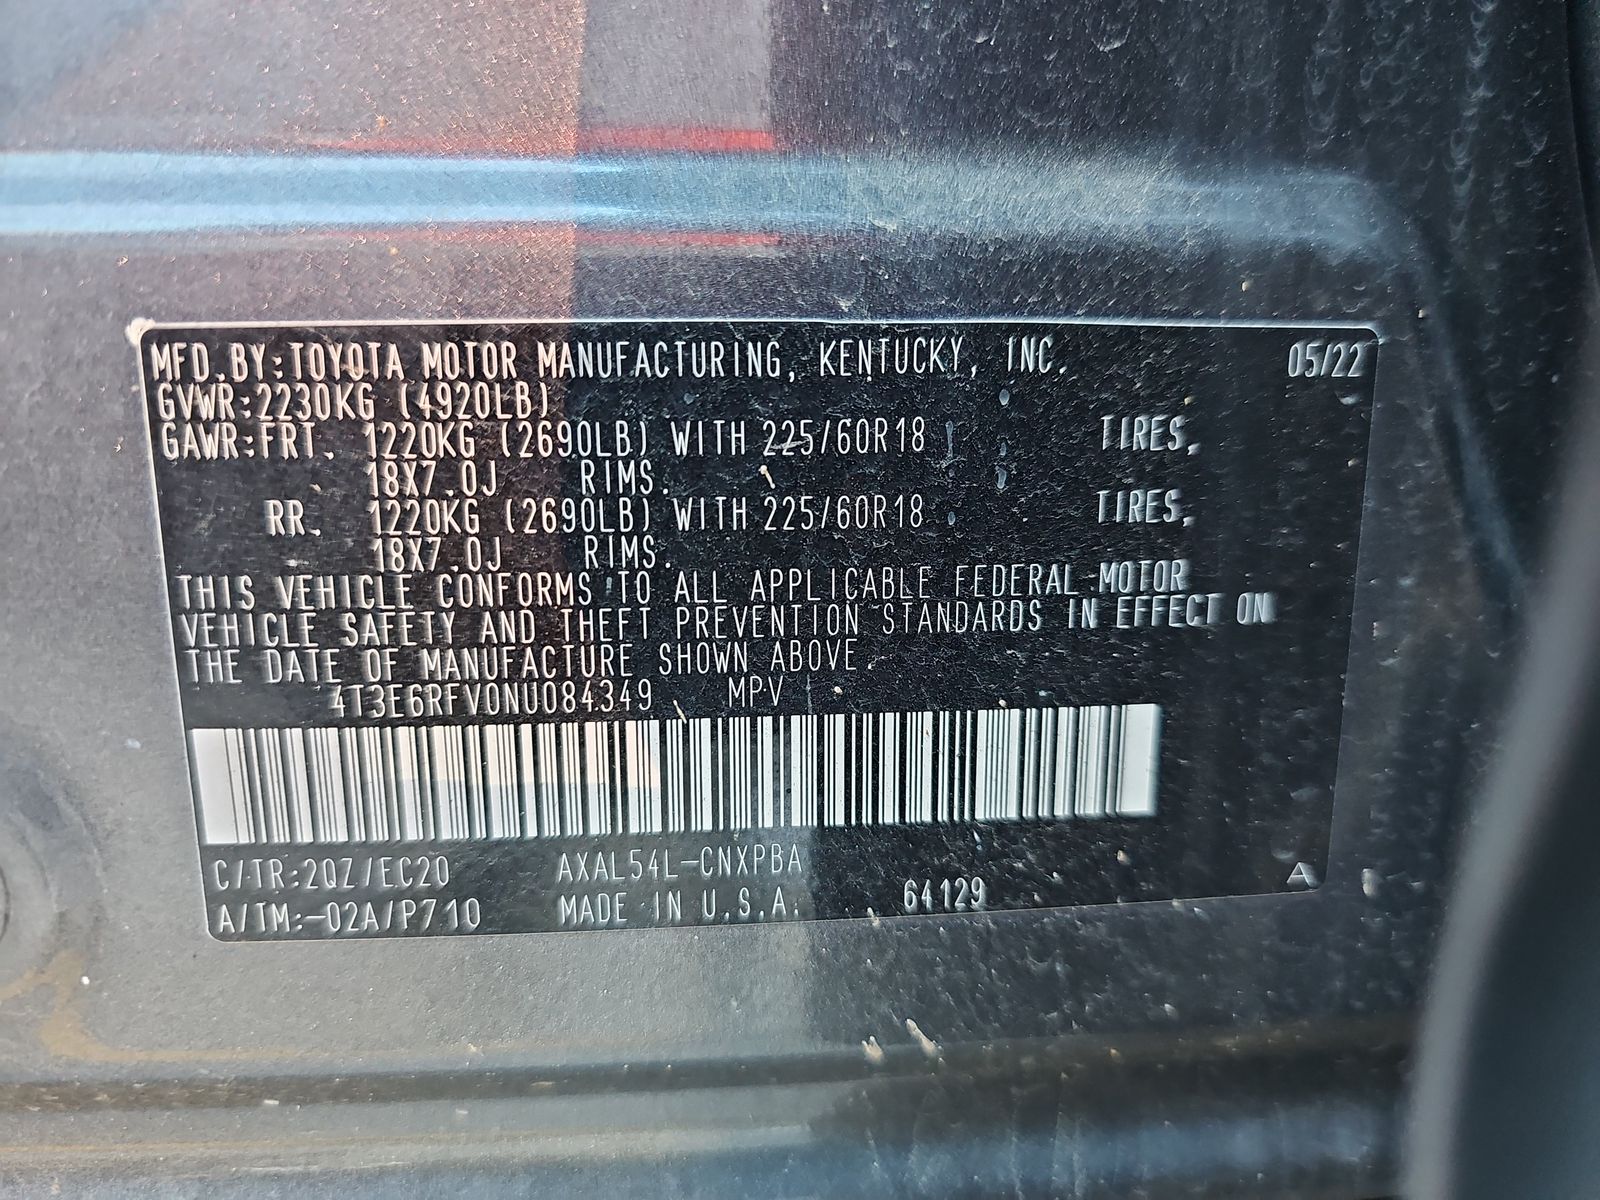 MFD.BY:TOYOTA MOTOR MANUFACTURING, KENTUCKY, INC. 05/22
GVWR:2230KG (4920LB)
GAWR:FRT. 1220KG (2690LB) WITH 225/60R18 TIRES,
18X7.0J RIMS.
RR. 1220KG (2690LB) WITH 225/60R18 TIRES,
18X7.0J RIMS.
THIS VEHICLE CONFORMS TO ALL APPLICABLE FEDERAL MOTOR
VEHICLE SAFETY AND THEFT PREVENTION STANDARDS IN EFFECT ON
THE DATE OF MANUFACTURE SHOWN ABOVE.
4T3E6RFV0NU084349 MPV
C/TR:2QZ/EC20 AXAL54L-CNXPBA A
A/TM:-02A/P710 MADE IN U.S.A. 64129